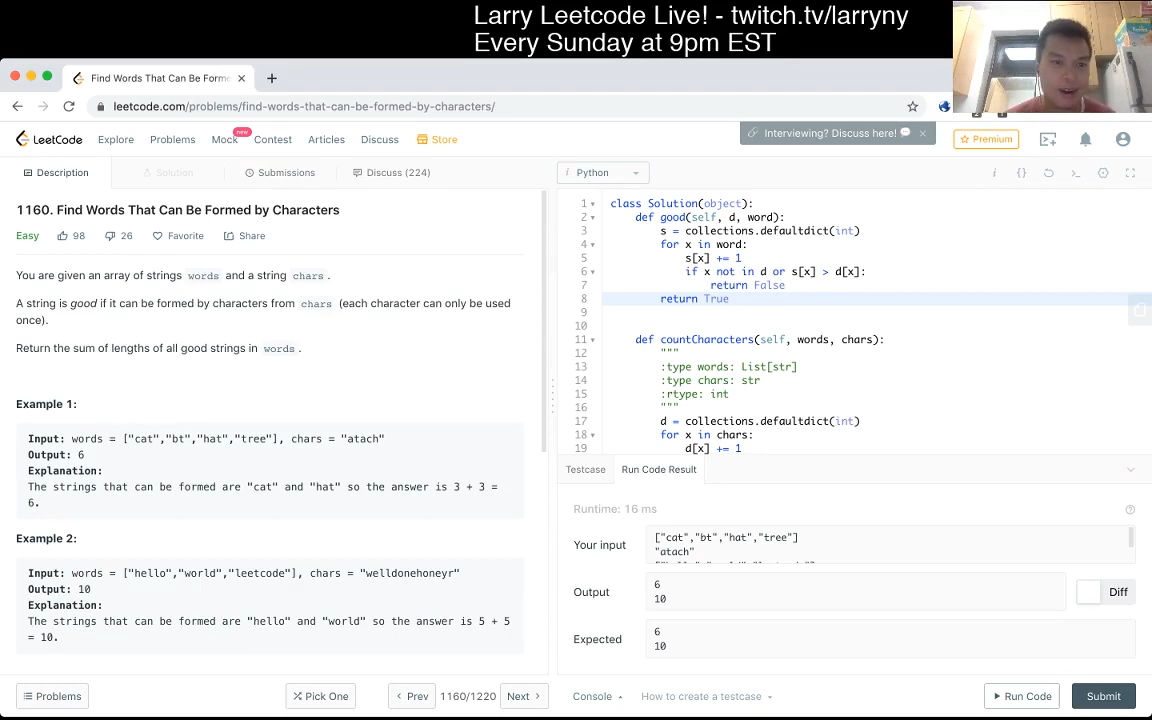 Larry Leetcode Live! - twitch.tv/larryny
Every Sunday at 9pm EST
Find Words That Can Be Forme
leetcode.com/problems/find-words-that-can-be-formed-by-characters/
LeetCode
Explore
Problems
Mock
new
Contest
Articles
Discuss
Store
Interviewing? Discuss here!
Premium
Description
Solution
Submissions
Discuss (224)
1160. Find Words That Can Be Formed by Characters
Easy
98
26
Favorite
Share
You are given an array of strings words and a string chars.
A string is good if it can be formed by characters from chars (each character can only be used
once).
Return the sum of lengths of all good strings in words.
Example 1:
Input: words = ["cat","bt","hat","tree"], chars = "atach"
Output: 6
Explanation:
The strings that can be formed are "cat" and "hat" so the answer is 3 + 3 =
6.
Example 2:
Input: words = ["hello","world","leetcode"], chars = "welldonehoneyr"
Output: 10
Explanation:
The strings that can be formed are "hello" and "world" so the answer is 5 + 5
= 10.
Problems
Pick One
Prev
1160/1220
Next
i Python
i
{}
1 class Solution(object):
2 def good(self, d, word):
3 s = collections.defaultdict(int)
4 for x in word:
5 s[x] += 1
6 if x not in d or s[x] > d[x]:
7 return False
8 return True
9
10
11 def countCharacters(self, words, chars):
12 """
13 :type words: List[str]
14 :type chars: str
15 :rtype: int
16 """
17 d = collections.defaultdict(int)
18 for x in chars:
19 d[x] += 1
Testcase
Run Code Result
Runtime: 16 ms
Your input
["cat","bt","hat","tree"]
"atach"
Output
6
10
Diff
Expected
6
10
Console
How to create a testcase
Run Code
Submit